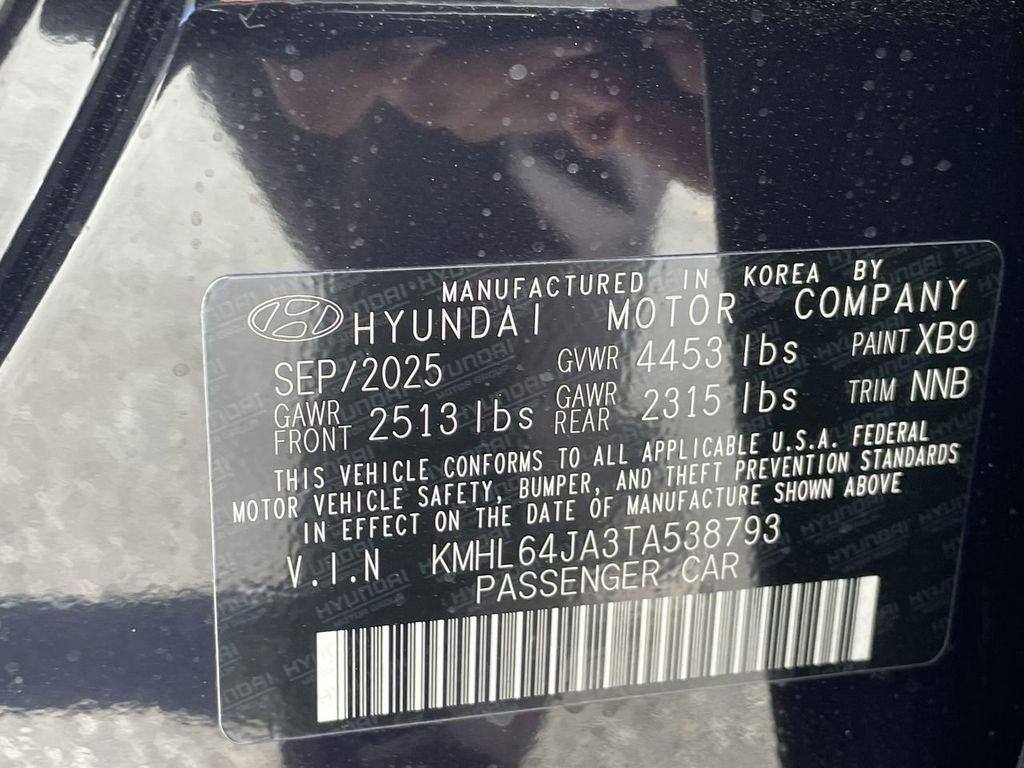 MANUFACTURED IN KOREA BY
HYUNDAI MOTOR COMPANY
SEP/2025 GVWR 4453 lbs PAINT XB9
GAWR FRONT 2513 lbs GAWR REAR 2315 lbs TRIM NNB
THIS VEHICLE CONFORMS TO ALL APPLICABLE U.S.A. FEDERAL
MOTOR VEHICLE SAFETY, BUMPER, AND THEFT PREVENTION STANDARDS
IN EFFECT ON THE DATE OF MANUFACTURE SHOWN ABOVE
V.I.N KMHL64JA3TA538793
PASSENGER CAR